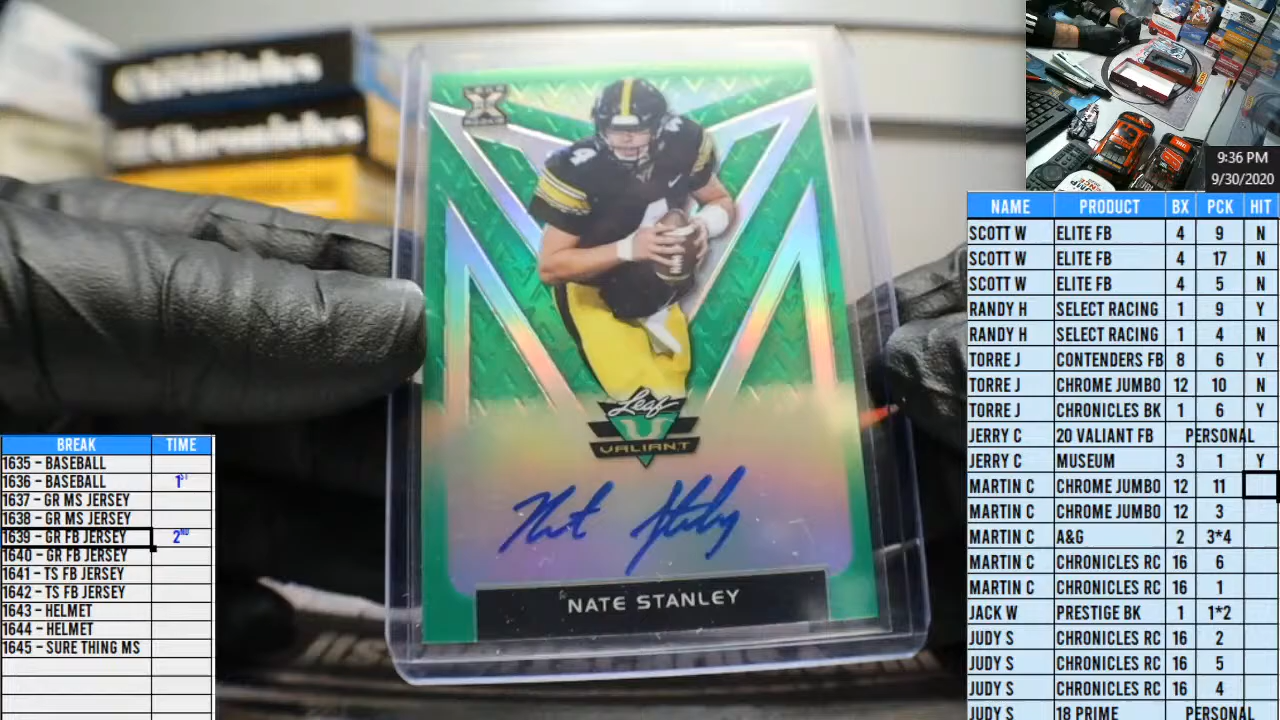 Chronicles
Chronicles
X
4
4
Leaf
V
VALIANT
Nate Stanley
NATE STANLEY
9:36 PM
9/30/2020
NAME PRODUCT BX PCK HIT
SCOTT W ELITE FB 4 9 N
SCOTT W ELITE FB 4 17 N
SCOTT W ELITE FB 4 5 N
RANDY H SELECT RACING 1 9 Y
RANDY H SELECT RACING 1 4 N
TORRE J CONTENDERS FB 8 6 Y
TORRE J CHROME JUMBO 12 10 N
TORRE J CHRONICLES BK 1 6 Y
JERRY C 20 VALIANT FB PERSONAL
JERRY C MUSEUM 3 1 Y
MARTIN C CHROME JUMBO 12 11
MARTIN C CHROME JUMBO 12 3
MARTIN C A&G 2 3*4
MARTIN C CHRONICLES RC 16 6
MARTIN C CHRONICLES RC 16 1
JACK W PRESTIGE BK 1 1*2
JUDY S CHRONICLES RC 16 2
JUDY S CHRONICLES RC 16 5
JUDY S CHRONICLES RC 16 4
JUDY S 18 PRIME PERSONAL
BREAK TIME
1635 - BASEBALL
1636 - BASEBALL 1ST
1637 - GR MS JERSEY
1638 - GR MS JERSEY
1639 - GR FB JERSEY 2ND
1640 - GR FB JERSEY
1641 - TS FB JERSEY
1642 - TS FB JERSEY
1643 - HELMET
1644 - HELMET
1645 - SURE THING MS